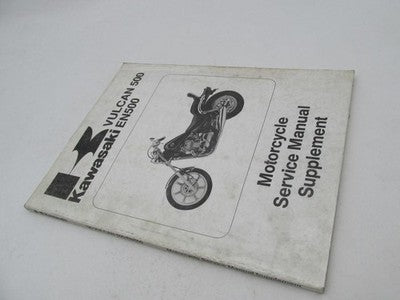 Kawasaki
VULCAN 500
EN500
Motorcycle
Service Manual
Supplement